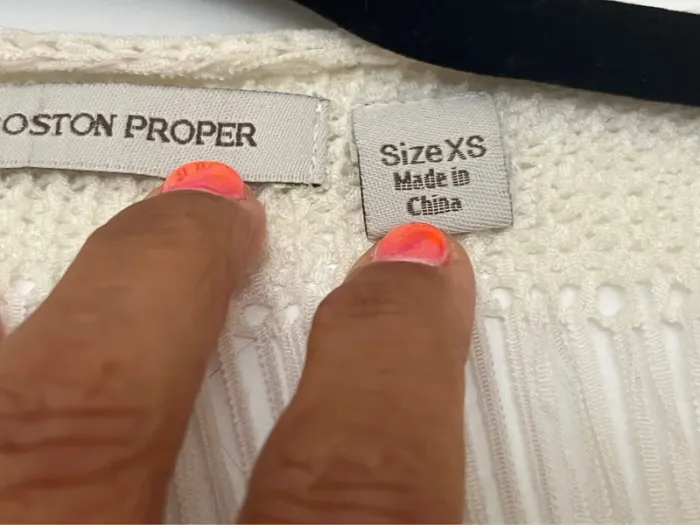 OSTON PROPER
Size XS
Made in
China